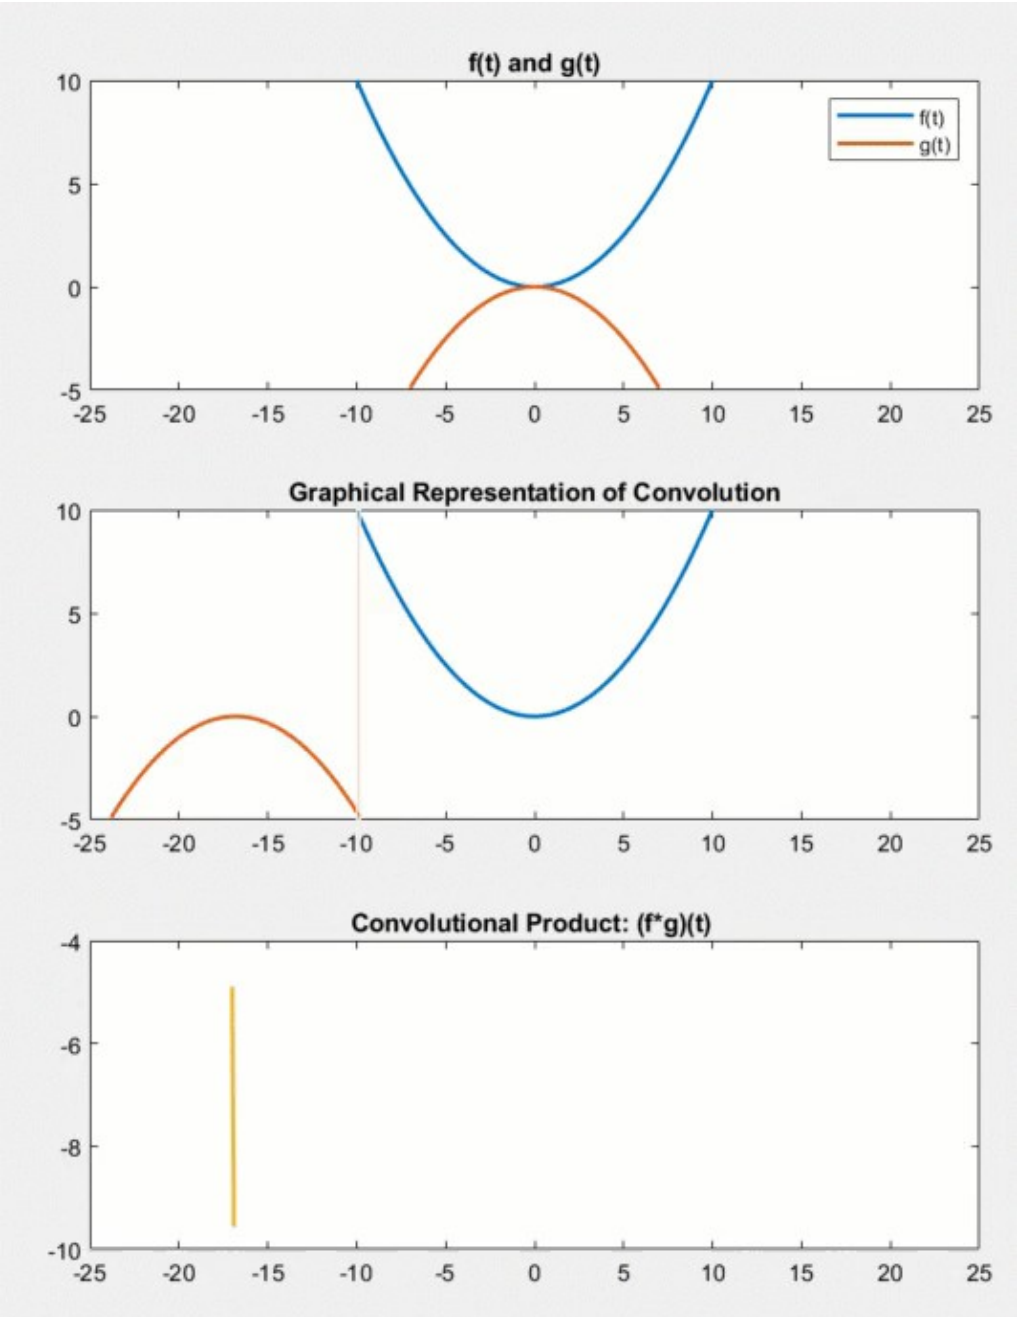 f(t) and g(t)
10
f(t)
g(t)
5
0
-5
-25 -20 -15 -10 -5 0 5 10 15 20 25
Graphical Representation of Convolution
10
5
0
-5
-25 -20 -15 -10 -5 0 5 10 15 20 25
Convolutional Product: (f*g)(t)
-4
-6
-8
-10
-25 -20 -15 -10 -5 0 5 10 15 20 25